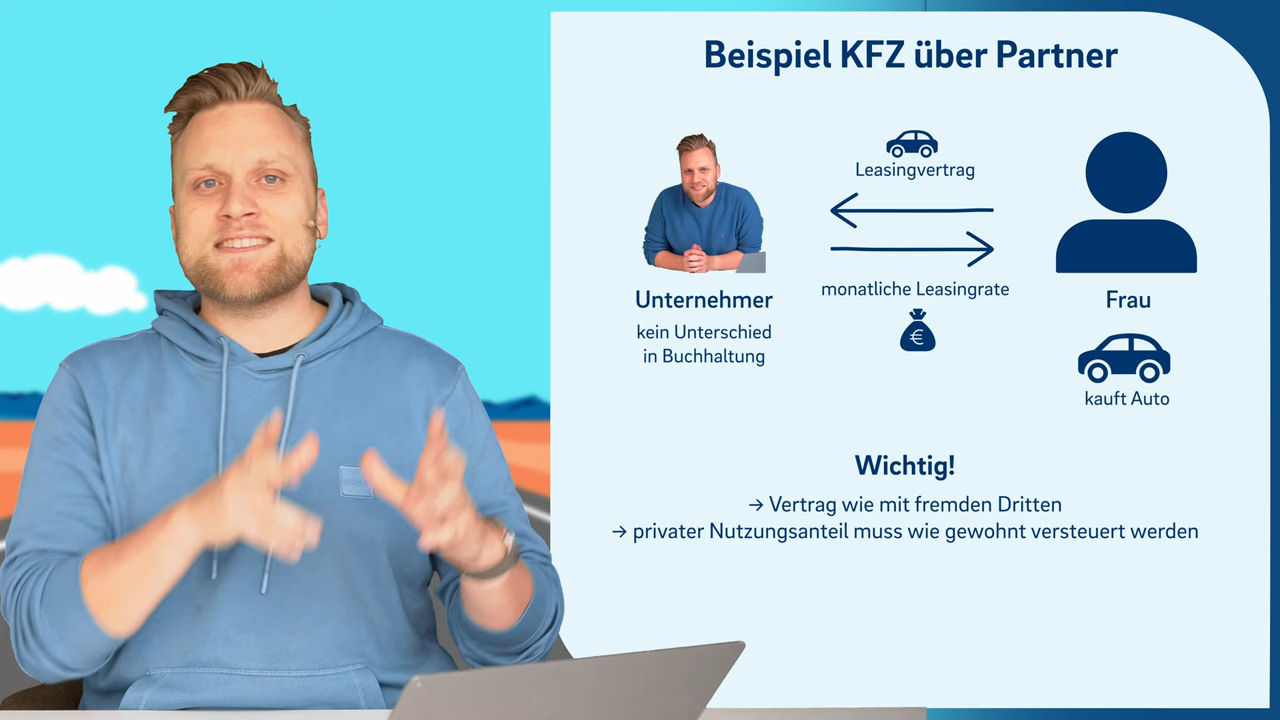 Beispiel KFZ über Partner
Leasingvertrag
monatliche Leasingrate
€
Unternehmer
kein Unterschied
in Buchhaltung
Frau
kauft Auto
Wichtig!
→ Vertrag wie mit fremden Dritten
→ privater Nutzungsanteil muss wie gewohnt versteuert werden